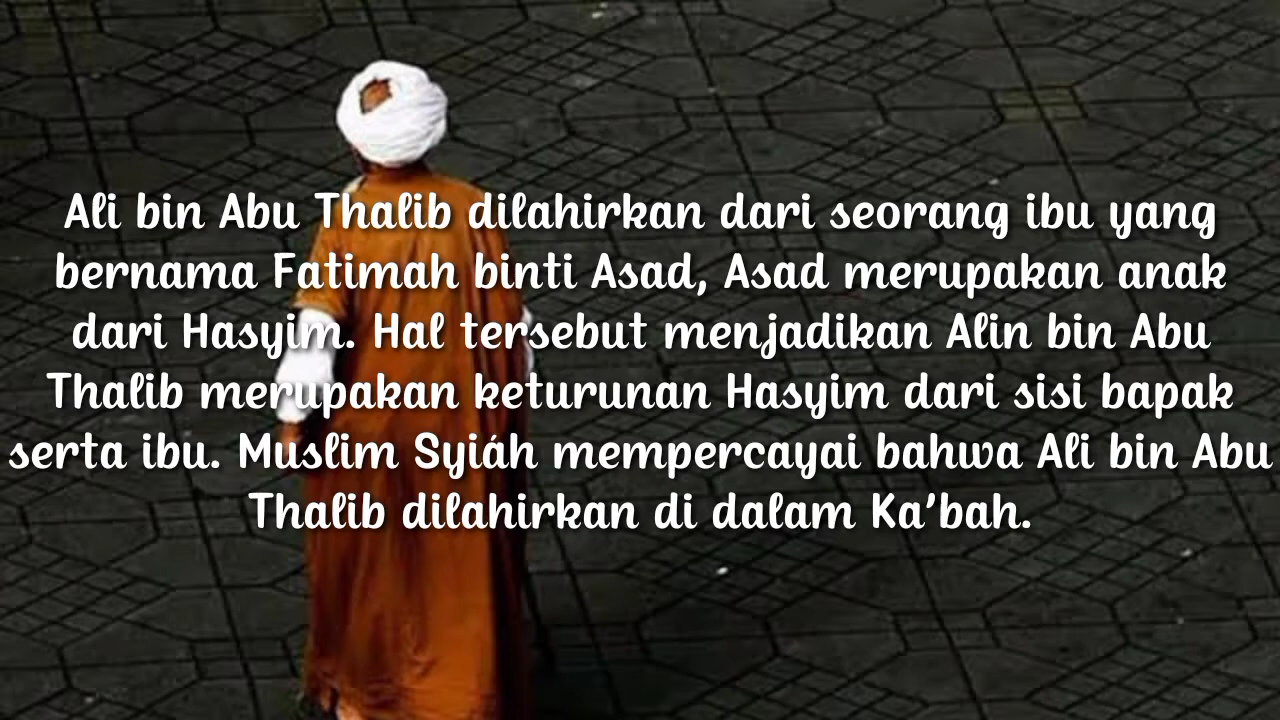 Ali bin Abu Thalib dilahirkan dari seorang ibu yang
bernama Fatimah binti Asad, Asad merupakan anak
dari Hasyim. Hal tersebut menjadikan Alin bin Abu
Thalib merupakan keturunan Hasyim dari sisi bapak
serta ibu. Muslim Syiáh mempercayai bahwa Ali bin Abu
Thalib dilahirkan di dalam Ka’bah.